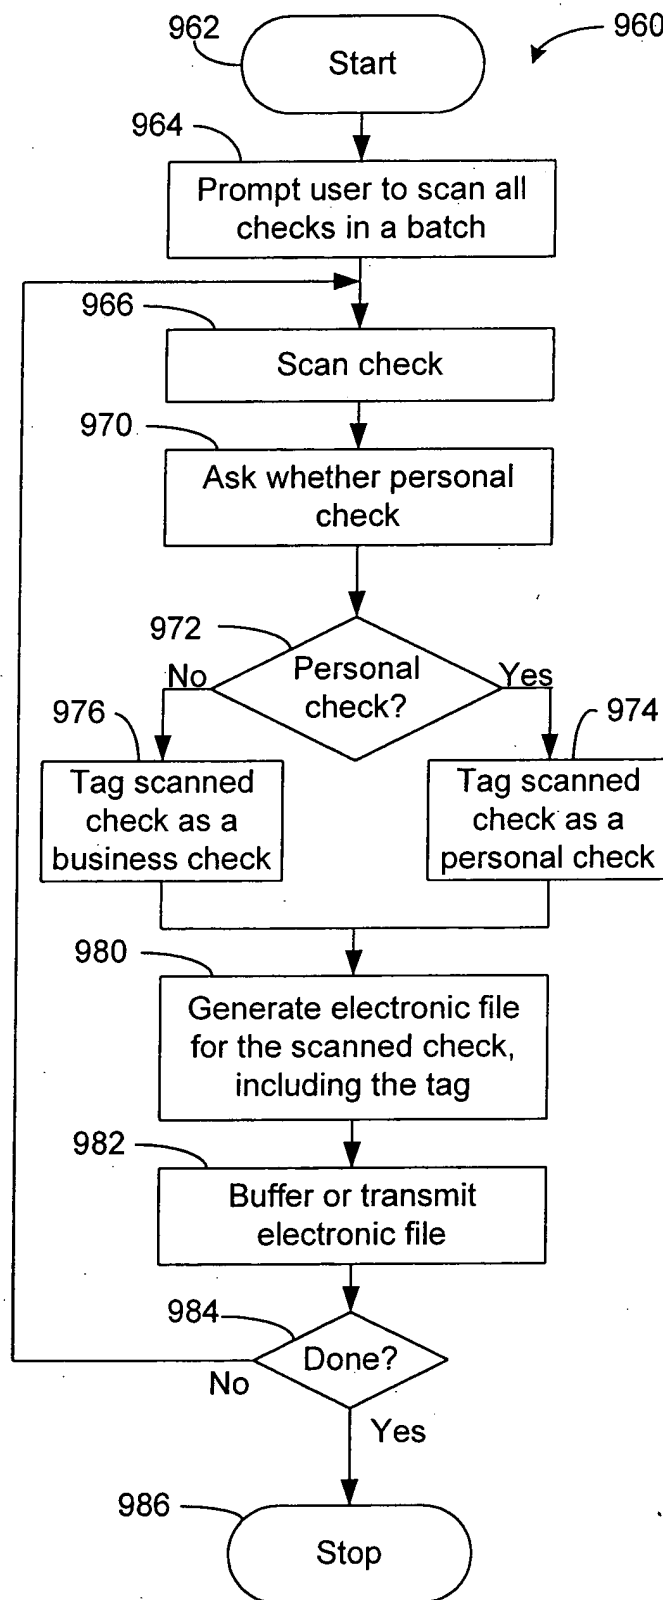 962
960
Start
964
Prompt user to scan all
checks in a batch
966
Scan check
970
Ask whether personal
check
972
Personal
check?
No
Yes
976
974
Tag scanned
check as a
business check
Tag scanned
check as a
personal check
980
Generate electronic file
for the scanned check,
including the tag
982
Buffer or transmit
electronic file
984
Done?
No
Yes
986
Stop